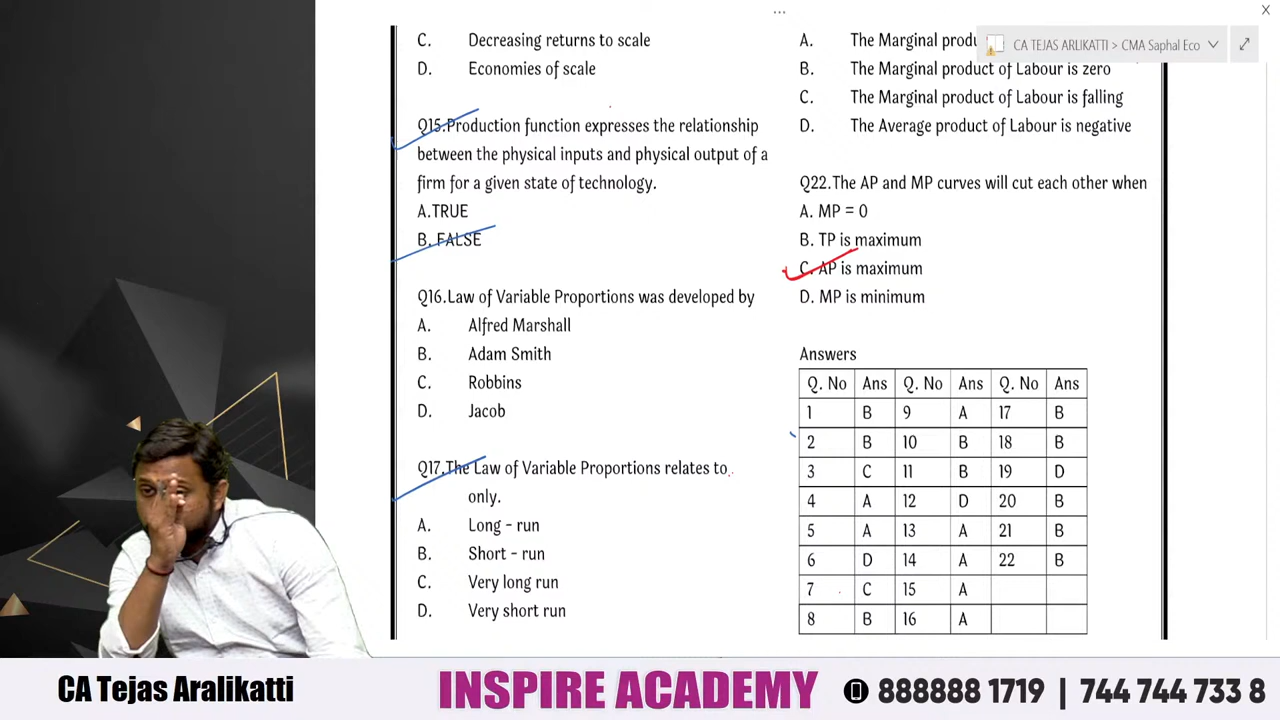 ...
CA TEJAS ARLIKATTI > CMA Saphal Eco
C. Decreasing returns to scale
D. Economies of scale
Q15.Production function expresses the relationship
between the physical inputs and physical output of a
firm for a given state of technology.
A.TRUE
B. FALSE
Q16.Law of Variable Proportions was developed by
A. Alfred Marshall
B. Adam Smith
C. Robbins
D. Jacob
Q17.The Law of Variable Proportions relates to
only.
A. Long - run
B. Short - run
C. Very long run
D. Very short run
A. The Marginal
B. The Marginal product of Labour is zero
C. The Marginal product of Labour is falling
D. The Average product of Labour is negative
Q22.The AP and MP curves will cut each other when
A. MP = 0
B. TP is maximum
C. AP is maximum
D. MP is minimum
Answers
Q. No Ans Q. No Ans Q. No Ans
1 B 9 A 17 B
2 B 10 B 18 B
3 C 11 B 19 D
4 A 12 D 20 B
5 A 13 A 21 B
6 D 14 A 22 B
7 C 15 A
8 B 16 A
CA Tejas Aralikatti
INSPIRE ACADEMY
888888 1719 | 744 744 733 8